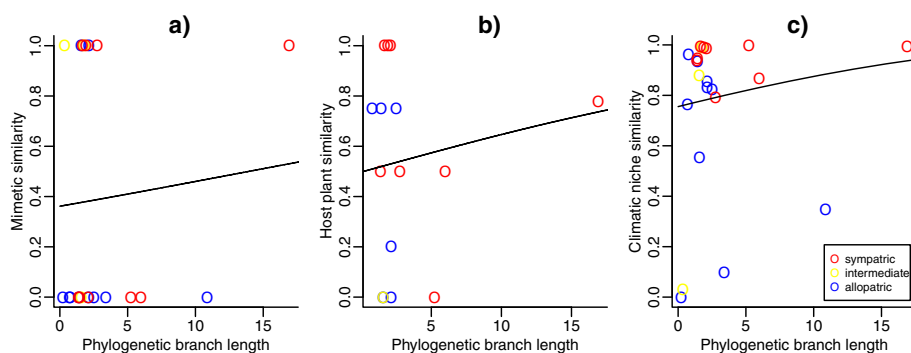 a)
b)
c)
Mimetic similarity
0.0 0.2 0.4 0.6 0.8 1.0
0 5 10 15
Phylogenetic branch length
Host plant similarity
0.0 0.2 0.4 0.6 0.8 1.0
5 10 15
Phylogenetic branch length
Climatic niche similarity
0.0 0.2 0.4 0.6 0.8 1.0
0 5 10 15
Phylogenetic branch length
sympatric
intermediate
allopatric